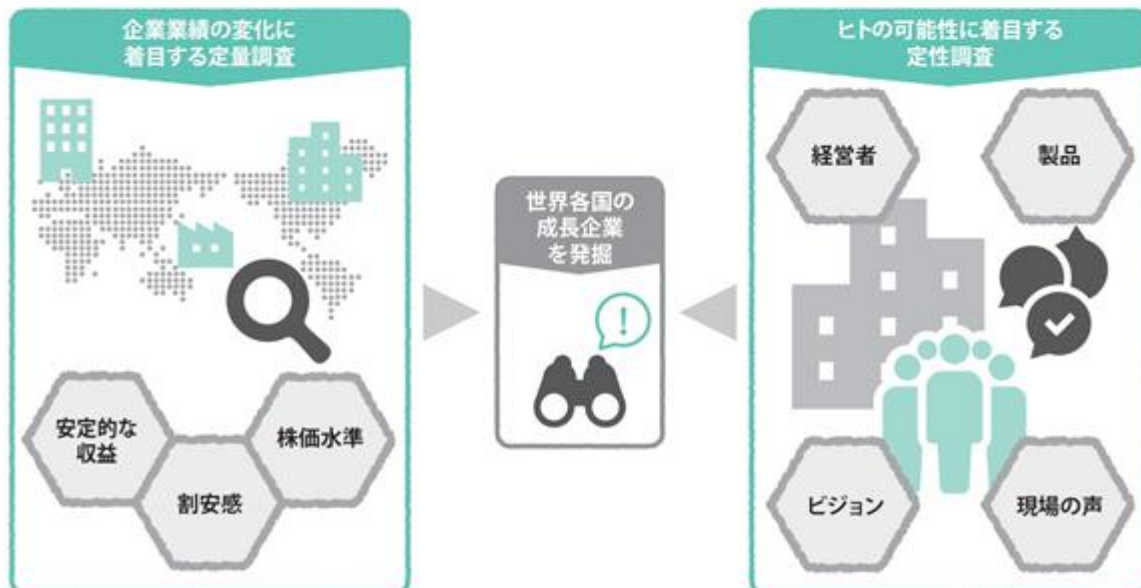 企業業績の変化に
着目する定量調査
安定的な
収益
割安感
株価水準
世界各国の
成長企業
を発掘
!
ヒトの可能性に着目する
定性調査
経営者
製品
ビジョン
現場の声